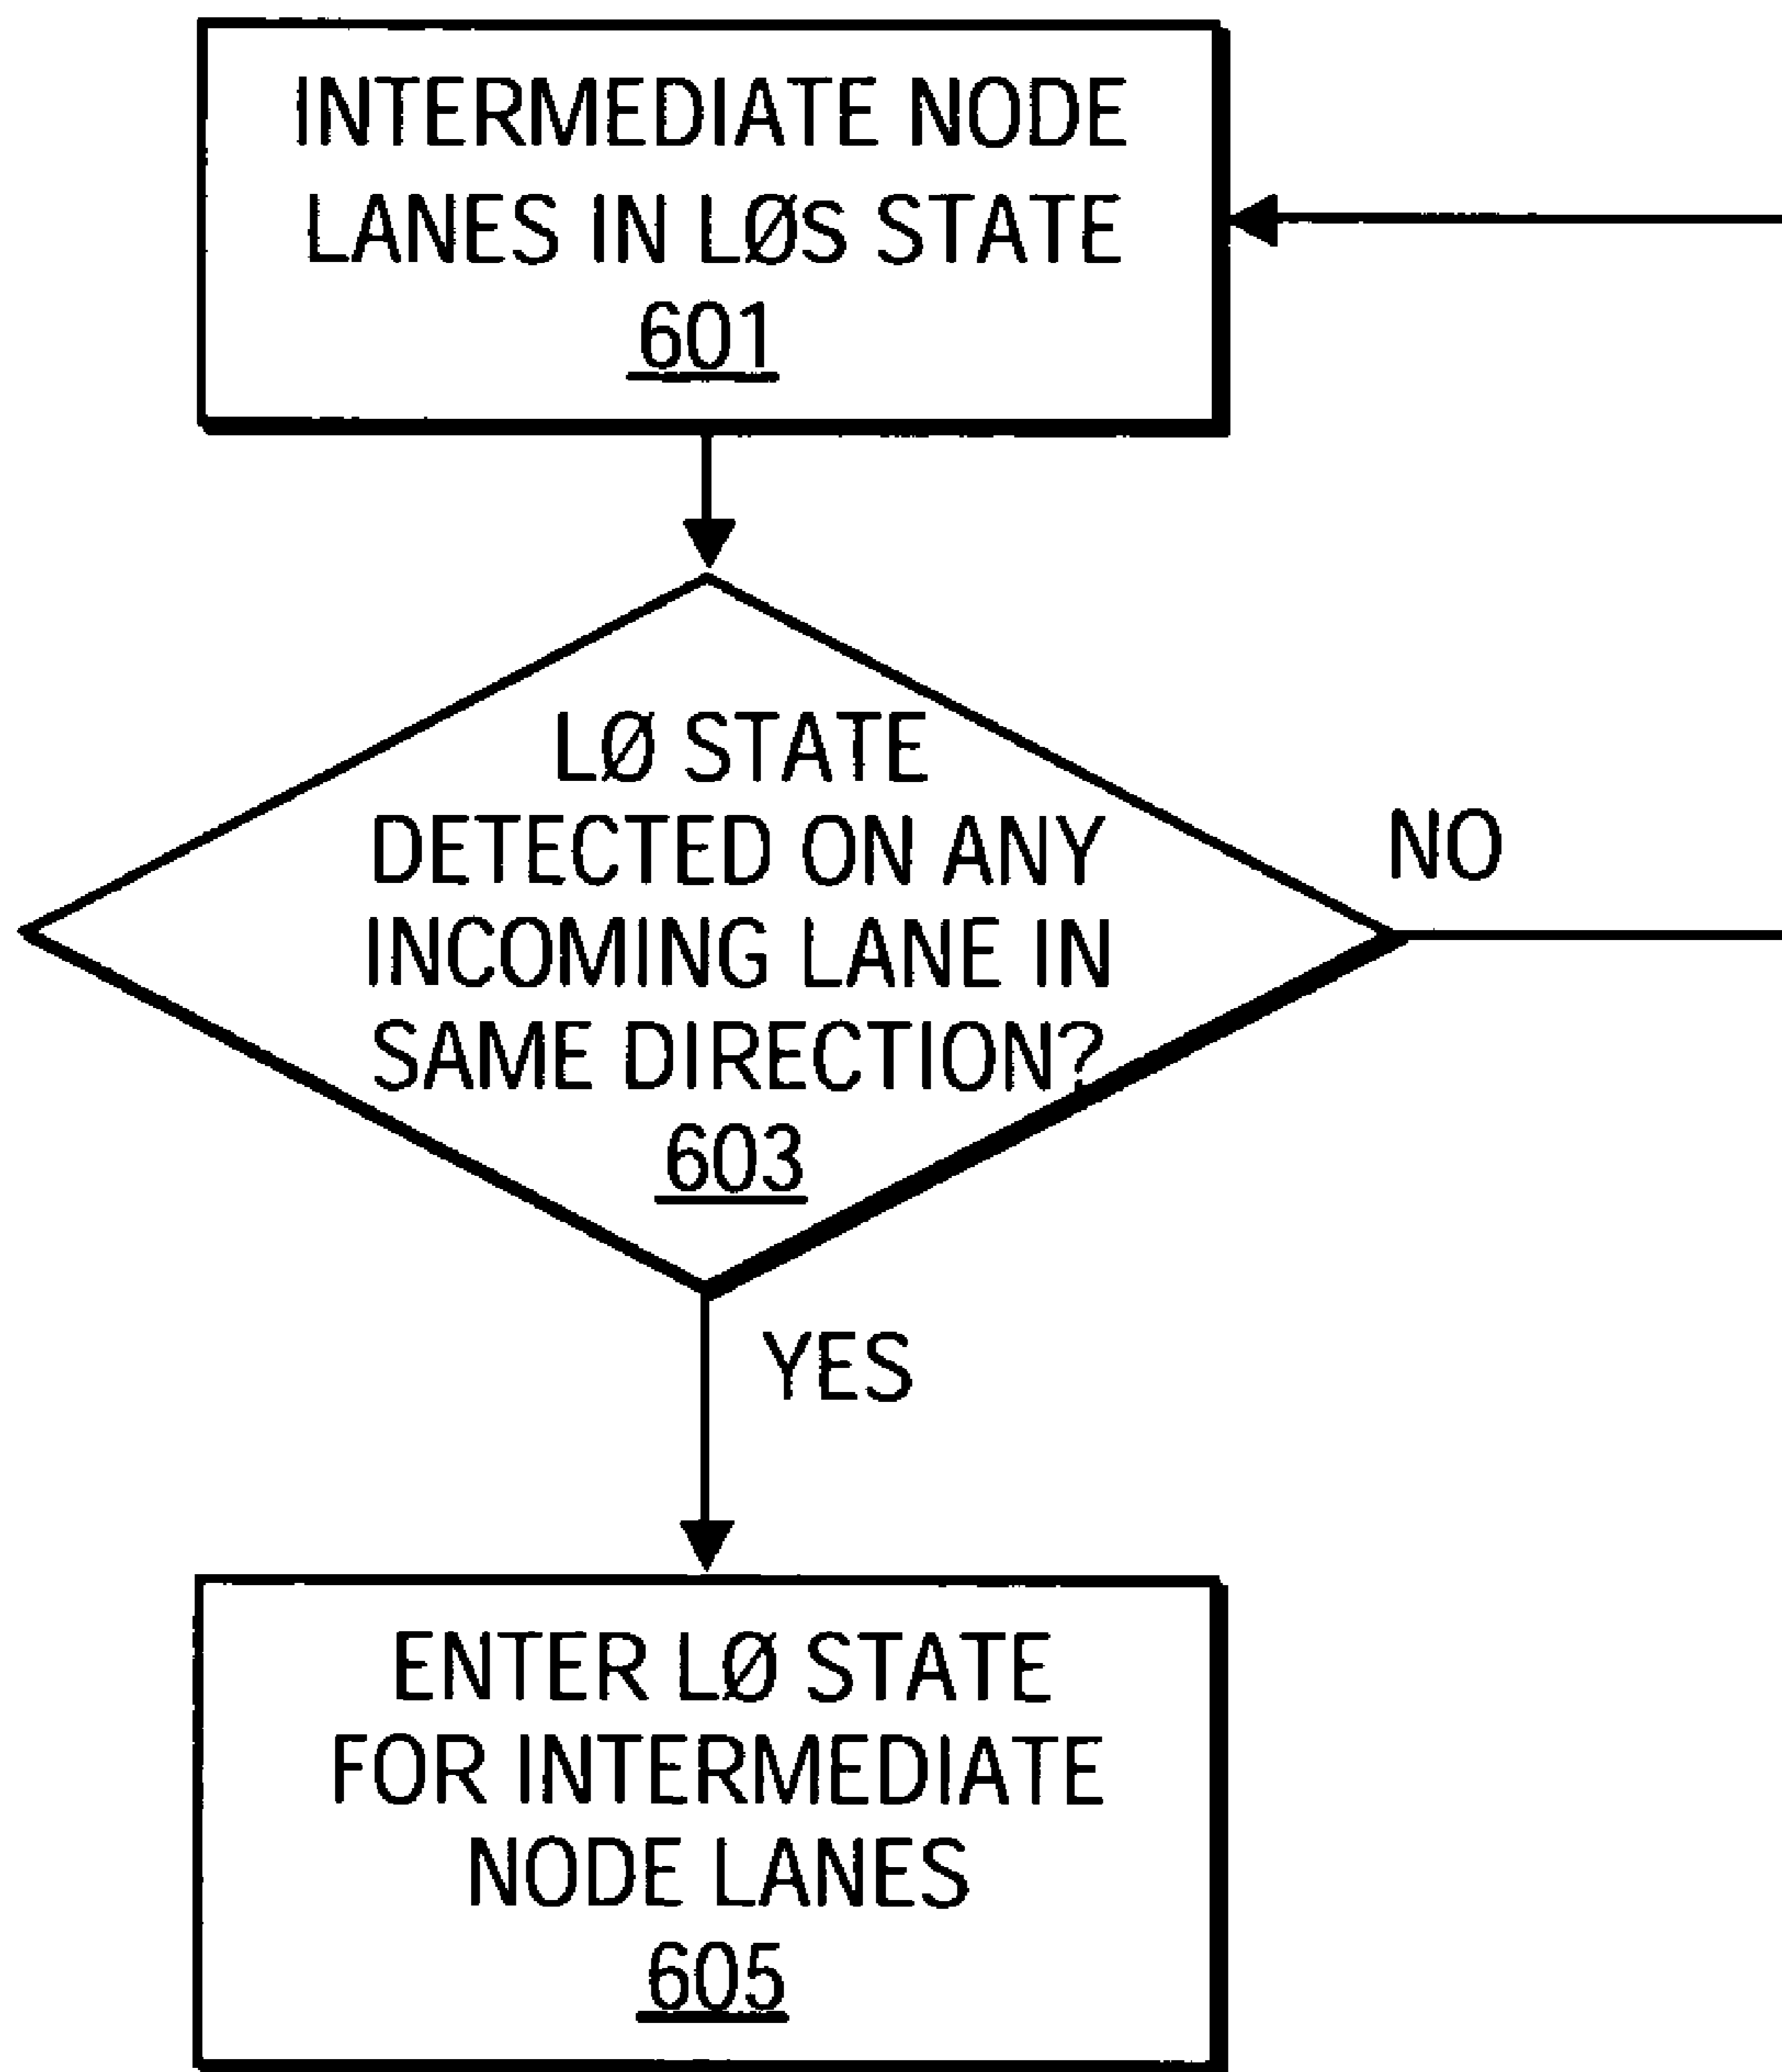 INTERMEDIATE NODE
LANES IN LØS STATE
601
LØ STATE
DETECTED ON ANY
INCOMING LANE IN
SAME DIRECTION?
603
NO
YES
ENTER LØ STATE
FOR INTERMEDIATE
NODE LANES
605